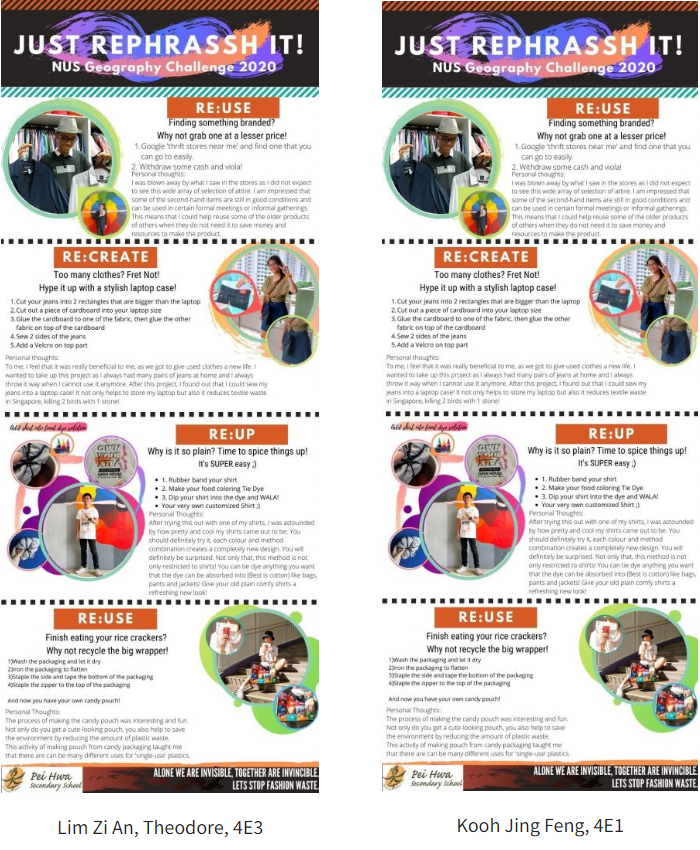 JUST REPHRASSH IT!
NUS Geography Challenge 2020
RE:USE
Finding something branded?
Why not grab one at a lesser price!
1.Google 'thrift stores near me' and find one that you
can go to easily.
2. Withdraw some cash and viola!
Personal thoughts:
I was blown away by what I saw in the stores as I did not expect
to see this wide array of selection of attire. I am impressed that
some of the second-hand items are still in good conditions and
can be used in certain formal meetings or informal gatherings.
This means that I could help reuse some of the older products
of others when they do not need it to save money and
resources to make the product.
RE:CREATE
Too many clothes? Fret Not!
Hype it up with a stylish laptop case!
1.Cut your jeans into 2 rectangles that are bigger than the laptop
2.Cut out a piece of cardboard into your laptop size
3.Glue the cardboard to one of the fabric, then glue the other
fabric on top of the cardboard
4.Sew 2 sides of the jeans
5.Add a Velcro on top part
Personal thoughts:
To me, I feel that it was really beneficial to me, as we got to give used clothes a new life. I
wanted to take up this project as I always had many pairs of jeans at home and I always
throw it way when I cannot use it anymore. After this project, I found out that I could sew my
jeans into a laptop case! It not only helps to store my laptop but also it reduces textile waste
in Singapore, killing 2 birds with 1 stone!
Add shirt into food dye solution
RE:UP
Why is it so plain? Time to spice things up!
It's SUPER easy ;)
• 1. Rubber band your shirt
• 2. Make your food coloring Tie Dye
• 3. Dip your shirt into the dye and WALA!
• Your very own customized Shirt ;)
Personal Thoughts:
After trying this out with one of my shirts, I was astounded
by how pretty and cool my shirts came out to be. You
should definitely try it, each colour and method
combination creates a completely new design. You will
definitely be surprised. Not only that, this method is not
only restricted to shirts! You can tie dye anything you want
that the dye can be absorbed into (Best is cotton) like bags,
pants and jackets! Give your old plain comfy shirts a
refreshing new look!
RE:USE
Finish eating your rice crackers?
Why not recycle the big wrapper!
1)Wash the packaging and let it dry
2)Iron the packaging to flatten
3)Staple the side and tape the bottom of the packaging
4)Staple the zipper to the top of the packaging
And now you have your own candy pouch!
Personal Thoughts:
The process of making the candy pouch was interesting and fun.
Not only do you get a cute-looking pouch, you also help to save
the environment by reducing the amount of plastic waste.
This activity of making pouch from candy packaging taught me
that there are can be many different uses for 'single-use' plastics.
Pei Hwa
Secondary School
ALONE WE ARE INVISIBLE, TOGETHER ARE INVINCIBLE.
LETS STOP FASHION WASTE.
Lim Zi An, Theodore, 4E3
JUST REPHRASSH IT!
NUS Geography Challenge 2020
RE:USE
Finding something branded?
Why not grab one at a lesser price!
1.Google 'thrift stores near me' and find one that you
can go to easily.
2. Withdraw some cash and viola!
Personal thoughts:
I was blown away by what I saw in the stores as I did not expect
to see this wide array of selection of attire. I am impressed that
some of the second-hand items are still in good conditions and
can be used in certain formal meetings or informal gatherings.
This means that I could help reuse some of the older products
of others when they do not need it to save money and
resources to make the product.
RE:CREATE
Too many clothes? Fret Not!
Hype it up with a stylish laptop case!
1.Cut your jeans into 2 rectangles that are bigger than the laptop
2.Cut out a piece of cardboard into your laptop size
3.Glue the cardboard to one of the fabric, then glue the other
fabric on top of the cardboard
4.Sew 2 sides of the jeans
5.Add a Velcro on top part
Personal thoughts:
To me, I feel that it was really beneficial to me, as we got to give used clothes a new life. I
wanted to take up this project as I always had many pairs of jeans at home and I always
throw it way when I cannot use it anymore. After this project, I found out that I could sew my
jeans into a laptop case! It not only helps to store my laptop but also it reduces textile waste
in Singapore, killing 2 birds with 1 stone!
Add shirt into food dye solution
RE:UP
Why is it so plain? Time to spice things up!
It's SUPER easy ;)
• 1. Rubber band your shirt
• 2. Make your food coloring Tie Dye
• 3. Dip your shirt into the dye and WALA!
• Your very own customized Shirt ;)
Personal Thoughts:
After trying this out with one of my shirts, I was astounded
by how pretty and cool my shirts came out to be. You
should definitely try it, each colour and method
combination creates a completely new design. You will
definitely be surprised. Not only that, this method is not
only restricted to shirts! You can tie dye anything you want
that the dye can be absorbed into (Best is cotton) like bags,
pants and jackets! Give your old plain comfy shirts a
refreshing new look!
RE:USE
Finish eating your rice crackers?
Why not recycle the big wrapper!
1)Wash the packaging and let it dry
2)Iron the packaging to flatten
3)Staple the side and tape the bottom of the packaging
4)Staple the zipper to the top of the packaging
And now you have your own candy pouch!
Personal Thoughts:
The process of making the candy pouch was interesting and fun.
Not only do you get a cute-looking pouch, you also help to save
the environment by reducing the amount of plastic waste.
This activity of making pouch from candy packaging taught me
that there are can be many different uses for 'single-use' plastics.
Pei Hwa
Secondary School
ALONE WE ARE INVISIBLE, TOGETHER ARE INVINCIBLE.
LETS STOP FASHION WASTE.
Kooh Jing Feng, 4E1